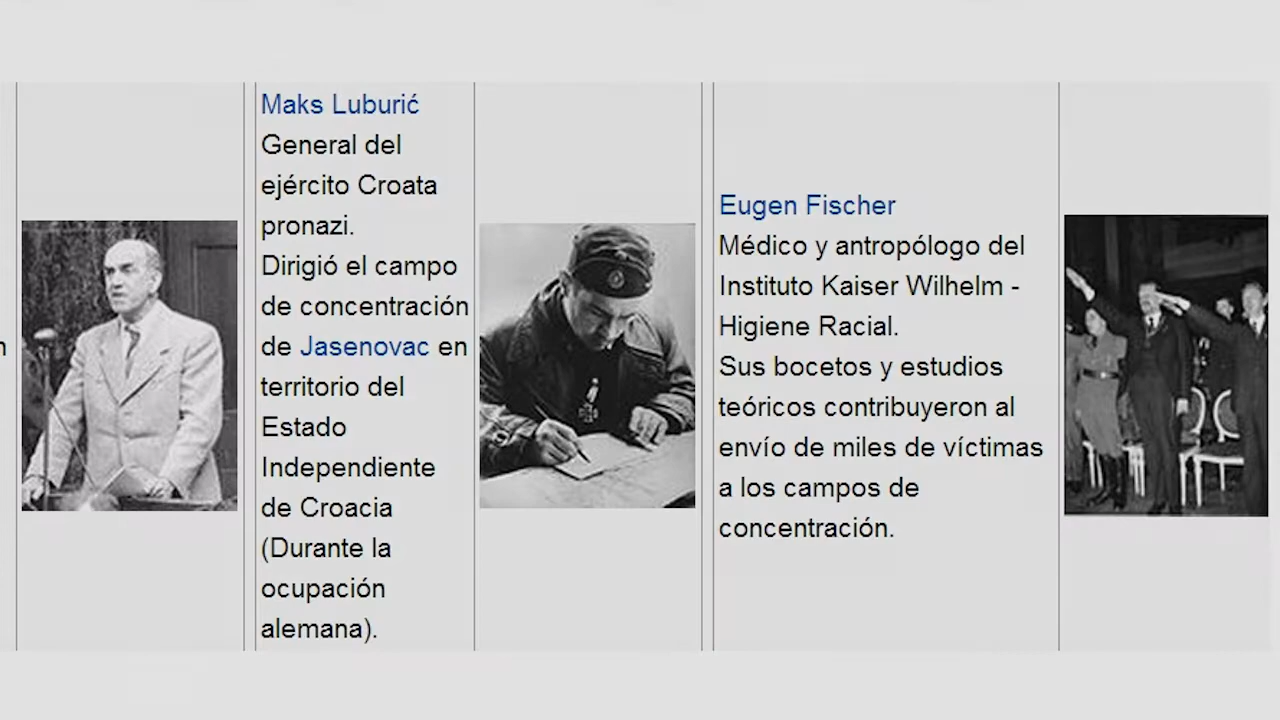 Maks Luburić
General del
ejército Croata
pronazi.
Dirigió el campo
de concentración
de Jasenovac en
territorio del
Estado
Independiente
de Croacia
(Durante la
ocupación
alemana).
Eugen Fischer
Médico y antropólogo del
Instituto Kaiser Wilhelm -
Higiene Racial.
Sus bocetos y estudios
teóricos contribuyeron al
envío de miles de víctimas
a los campos de
concentración.